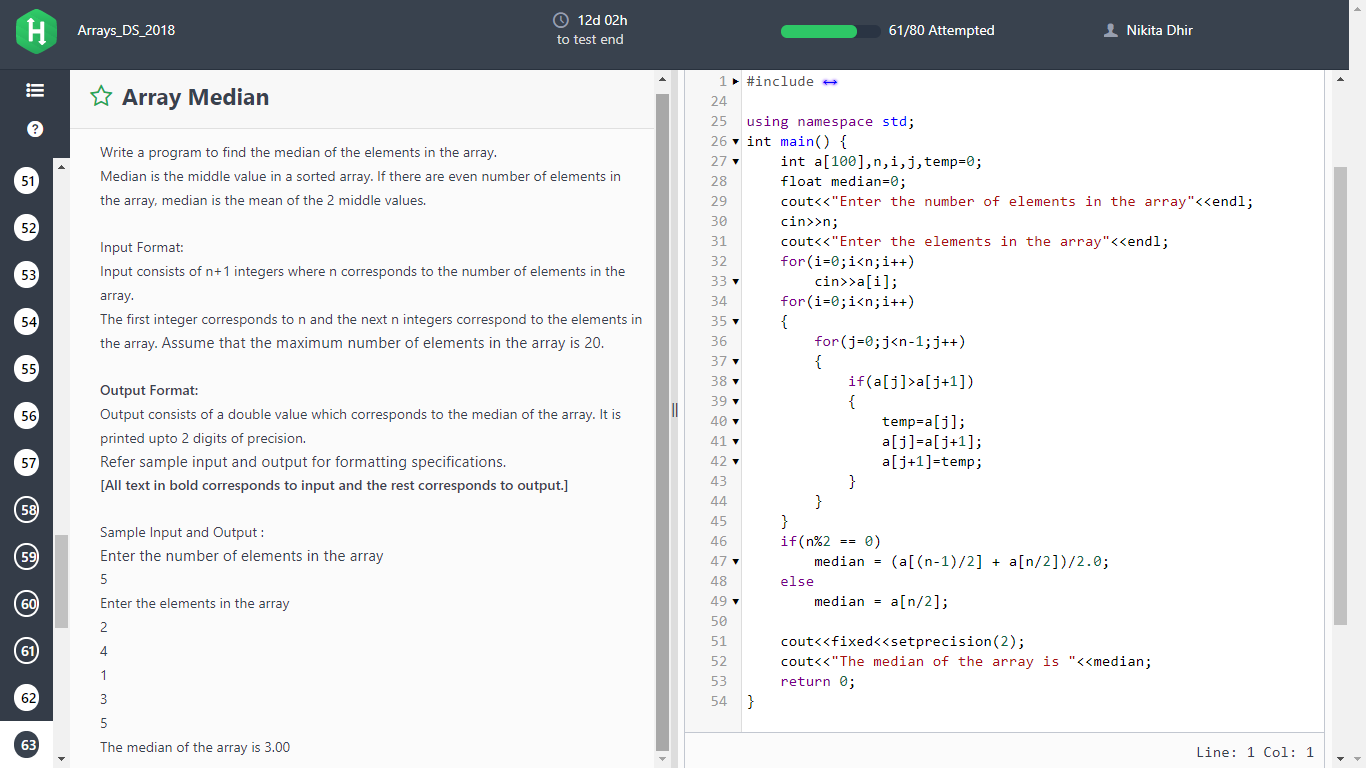 Arrays_DS_2018
12d 02h
to test end
61/80 Attempted
Nikita Dhir
?
51
52
53
54
55
56
57
58
59
60
61
62
63
Array Median
Write a program to find the median of the elements in the array.
Median is the middle value in a sorted array. If there are even number of elements in
the array, median is the mean of the 2 middle values.
Input Format:
Input consists of n+1 integers where n corresponds to the number of elements in the
array.
The first integer corresponds to n and the next n integers correspond to the elements in
the array. Assume that the maximum number of elements in the array is 20.
Output Format:
Output consists of a double value which corresponds to the median of the array. It is
printed upto 2 digits of precision.
Refer sample input and output for formatting specifications.
[All text in bold corresponds to input and the rest corresponds to output.]
Sample Input and Output :
Enter the number of elements in the array
5
Enter the elements in the array
2
4
1
3
5
The median of the array is 3.00
1 #include
24
25 using namespace std;
26 int main() {
27     int a[100],n,i,j,temp=0;
28     float median=0;
29     cout<<"Enter the number of elements in the array"<<endl;
30     cin>>n;
31     cout<<"Enter the elements in the array"<<endl;
32     for(i=0;i<n;i++)
33         cin>>a[i];
34     for(i=0;i<n;i++)
35     {
36         for(j=0;j<n-1;j++)
37         {
38             if(a[j]>a[j+1])
39             {
40                 temp=a[j];
41                 a[j]=a[j+1];
42                 a[j+1]=temp;
43             }
44         }
45     }
46     if(n%2 == 0)
47         median = (a[(n-1)/2] + a[n/2])/2.0;
48     else
49         median = a[n/2];
50
51     cout<<fixed<<setprecision(2);
52     cout<<"The median of the array is "<<median;
53     return 0;
54 }
Line: 1 Col: 1